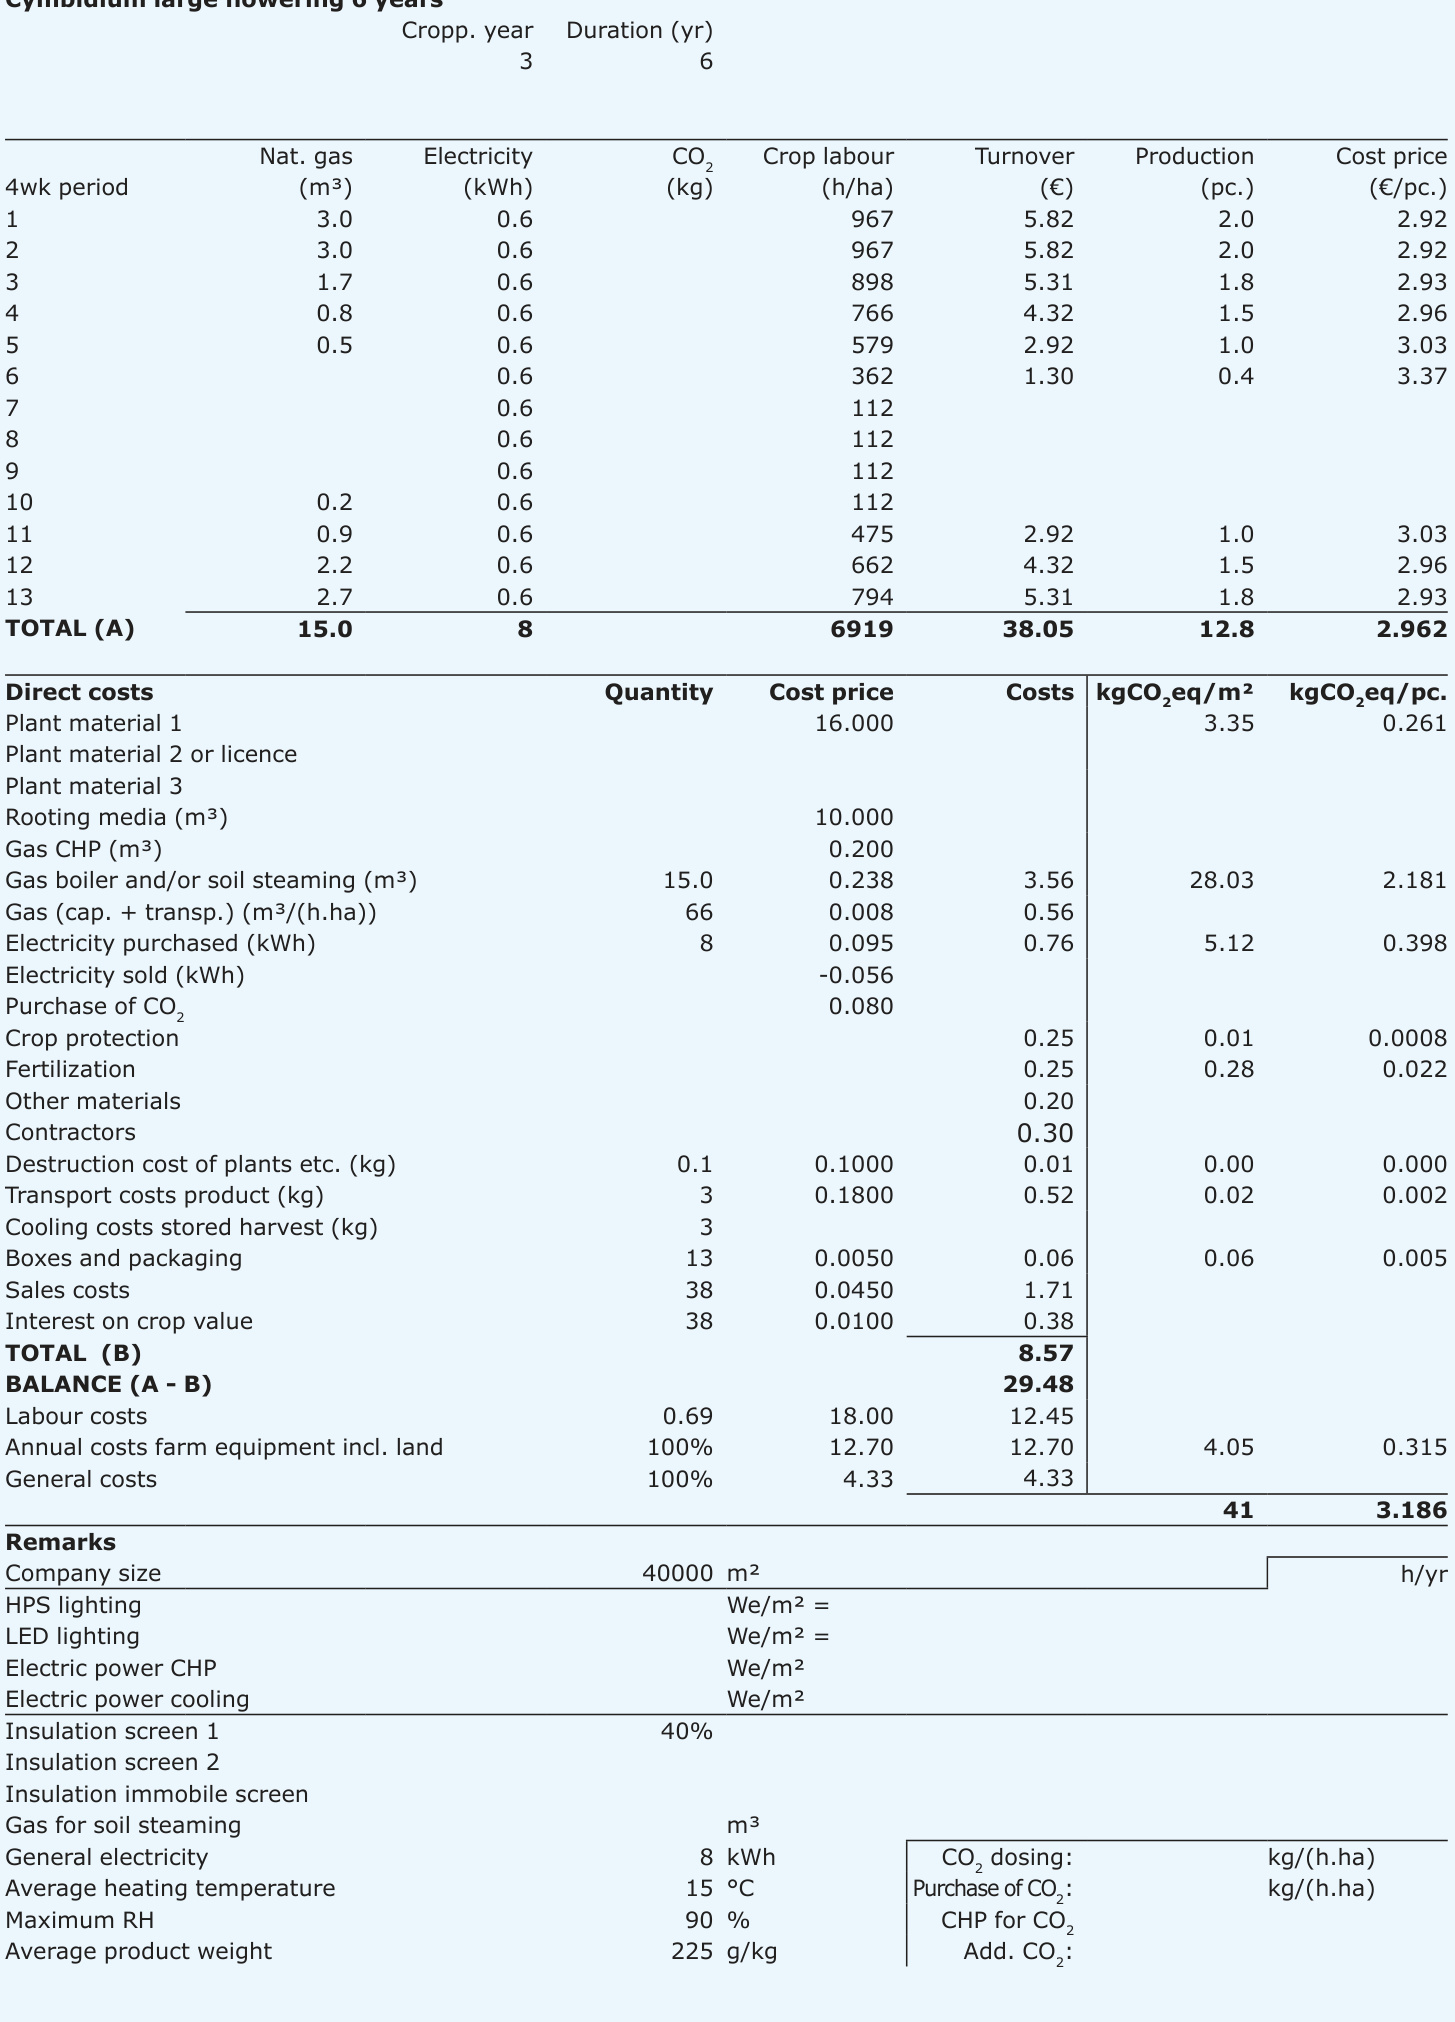 Cymbidium large flowering 6 years
Cropp. year Duration (yr)
3 6
Nat. gas Electricity CO₂ Crop labour Turnover Production Cost price
4wk period (m³) (kWh) (kg) (h/ha) (€) (pc.) (€/pc.)
1 3.0 0.6 967 5.82 2.0 2.92
2 3.0 0.6 967 5.82 2.0 2.92
3 1.7 0.6 898 5.31 1.8 2.93
4 0.8 0.6 766 4.32 1.5 2.96
5 0.5 0.6 579 2.92 1.0 3.03
6 0.6 362 1.30 0.4 3.37
7 0.6 112
8 0.6 112
9 0.6 112
10 0.2 0.6 112
11 0.9 0.6 475 2.92 1.0 3.03
12 2.2 0.6 662 4.32 1.5 2.96
13 2.7 0.6 794 5.31 1.8 2.93
TOTAL (A) 15.0 8 6919 38.05 12.8 2.962
Direct costs Quantity Cost price Costs kgCO₂eq/m² kgCO₂eq/pc.
Plant material 1 16.000 3.35 0.261
Plant material 2 or licence
Plant material 3
Rooting media (m³) 10.000
Gas CHP (m³) 0.200
Gas boiler and/or soil steaming (m³) 15.0 0.238 3.56 28.03 2.181
Gas (cap. + transp.) (m³/(h.ha)) 66 0.008 0.56
Electricity purchased (kWh) 8 0.095 0.76 5.12 0.398
Electricity sold (kWh) -0.056
Purchase of CO₂ 0.080
Crop protection 0.25 0.01 0.0008
Fertilization 0.25 0.28 0.022
Other materials 0.20
Contractors 0.30
Destruction cost of plants etc. (kg) 0.1 0.1000 0.01 0.00 0.000
Transport costs product (kg) 3 0.1800 0.52 0.02 0.002
Cooling costs stored harvest (kg) 3
Boxes and packaging 13 0.0050 0.06 0.06 0.005
Sales costs 38 0.0450 1.71
Interest on crop value 38 0.0100 0.38
TOTAL (B) 8.57
BALANCE (A - B) 29.48
Labour costs 0.69 18.00 12.45
Annual costs farm equipment incl. land 100% 12.70 12.70 4.05 0.315
General costs 100% 4.33 4.33
41 3.186
Remarks
Company size 40000 m² h/yr
HPS lighting We/m² =
LED lighting We/m² =
Electric power CHP We/m²
Electric power cooling We/m²
Insulation screen 1 40%
Insulation screen 2
Insulation immobile screen
Gas for soil steaming m³
General electricity 8 kWh CO₂ dosing: kg/(h.ha)
Average heating temperature 15 °C Purchase of CO₂: kg/(h.ha)
Maximum RH 90 % CHP for CO₂
Average product weight 225 g/kg Add. CO₂: